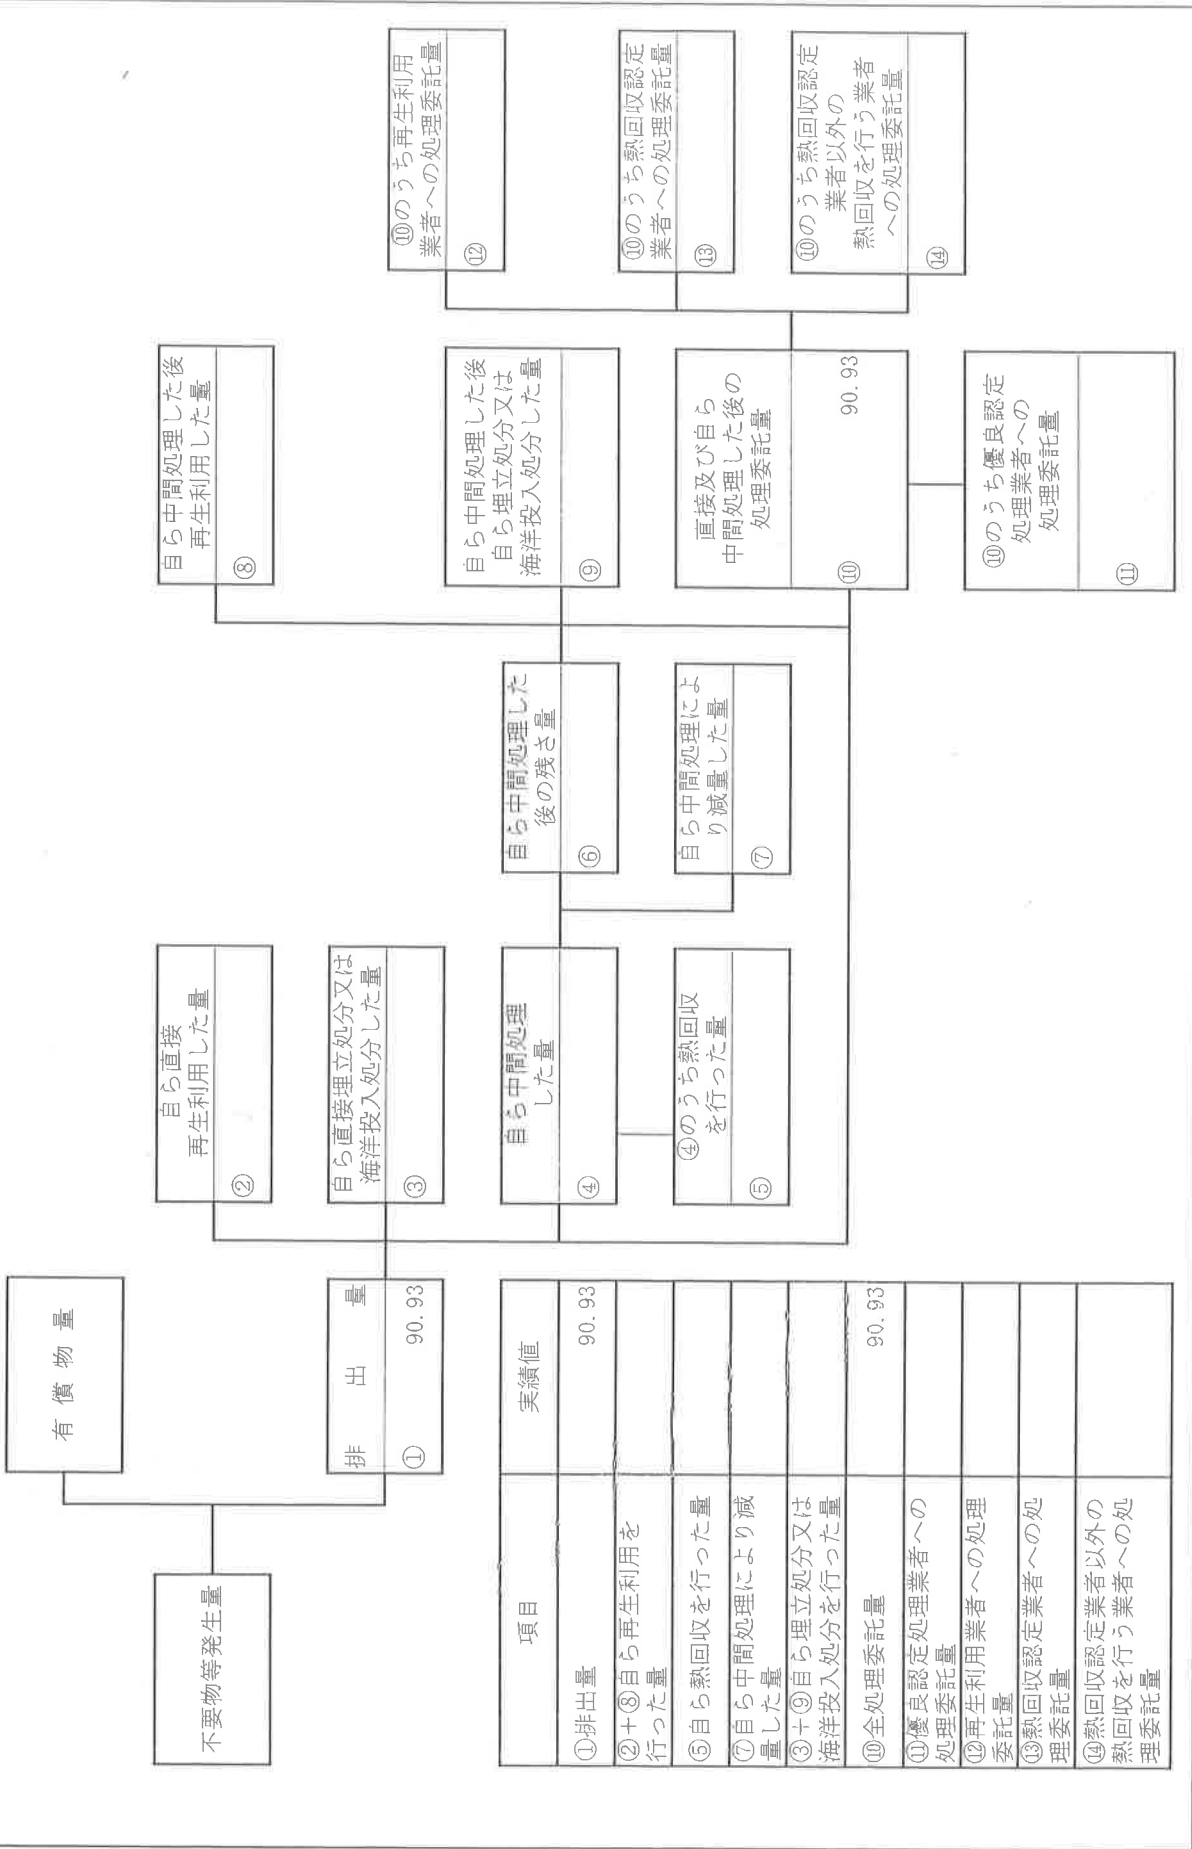 不要物等発生量
有償物量
排出量
① 90.93
自ら直接
再生利用した量
②
自ら直接埋立処分又は
海洋投入処分した量
③
自ら中間処理
した量
④
④のうち熱回収
を行った量
⑤
自ら中間処理した
後の残さ量
⑥
自ら中間処理によ
り減量した量
⑦
自ら中間処理した後
再生利用した量
⑧
自ら中間処理した後
自ら埋立処分又は
海洋投入処分した量
⑨
直接及び自ら
中間処理した後の
処理委託量
⑩ 90.93
⑩のうち優良認定
処理業者への
処理委託量
⑪
⑩のうち再生利用
業者への処理委託量
⑫
⑩のうち熱回収認定
業者への処理委託量
⑬
⑩のうち熱回収認定
業者以外の
熱回収を行う業者
への処理委託量
⑭
項目 実績値
①排出量 90.93
②+⑧自ら再生利用を
行った量
⑤自ら熱回収を行った量
⑦自ら中間処理により減
量した量
③+⑨自ら埋立処分又は
海洋投入処分を行った量
⑩全処理委託量 90.93
⑪優良認定処理業者への
処理委託量
⑫再生利用業者への処理
委託量
⑬熱回収認定業者への処
理委託量
⑭熱回収認定業者以外の
熱回収を行う業者への処
理委託量